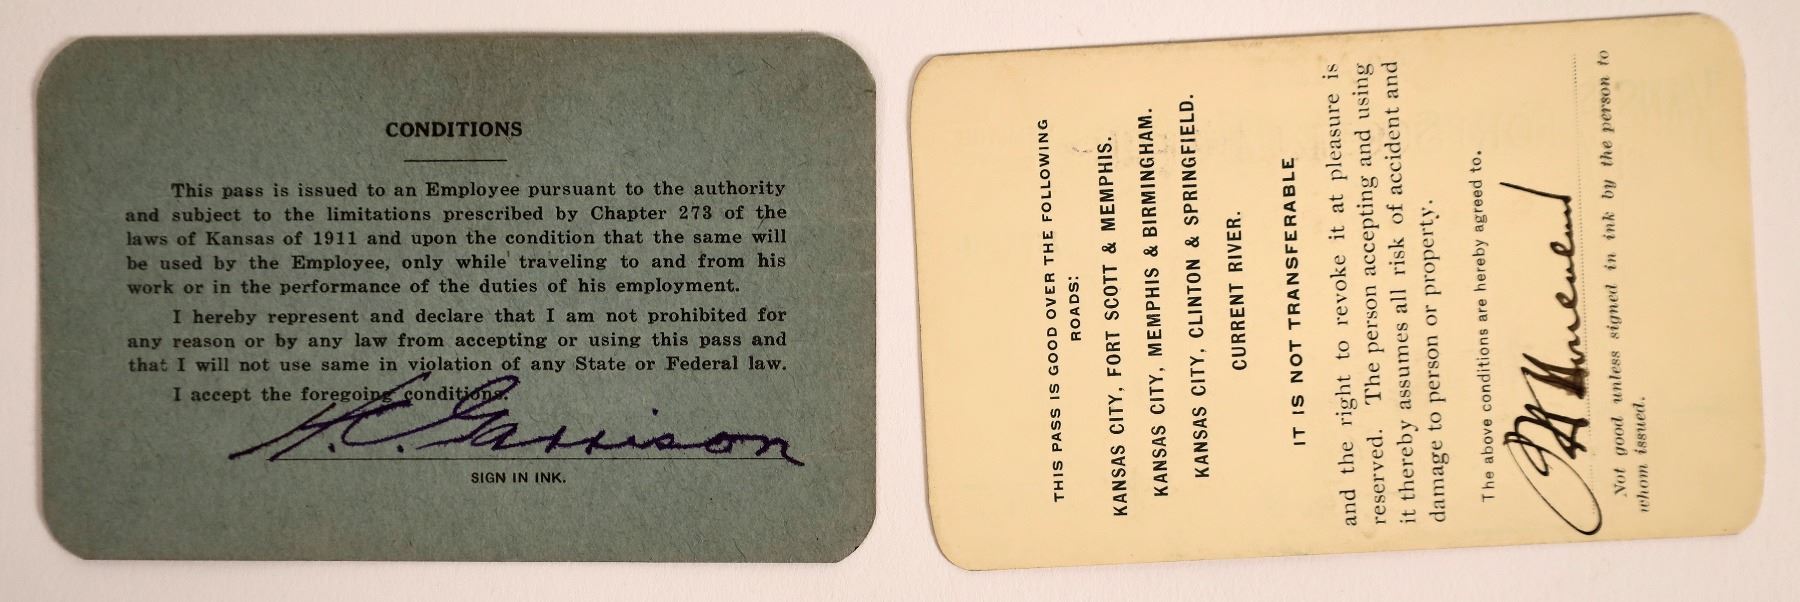 CONDITIONS
This pass is issued to an Employee pursuant to the authority
and subject to the limitations prescribed by Chapter 273 of the
laws of Kansas of 1911 and upon the condition that the same will
be used by the Employee, only while traveling to and from his
work or in the performance of the duties of his employment.
I hereby represent and declare that I am not prohibited for
any reason or by any law from accepting or using this pass and
that I will not use same in violation of any State or Federal law.
I accept the foregoing conditions.
H. C. Garrison
SIGN IN INK.
THIS PASS IS GOOD OVER THE FOLLOWING
ROADS:
KANSAS CITY, FORT SCOTT & MEMPHIS.
KANSAS CITY, MEMPHIS & BIRMINGHAM.
KANSAS CITY, CLINTON & SPRINGFIELD.
CURRENT RIVER.
IT IS NOT TRANSFERABLE
and the right to revoke it at pleasure is
reserved. The person accepting and using
it thereby assumes all risk of accident and
damage to person or property.
The above conditions are hereby agreed to.
Not good unless signed in ink by the person to
whom issued.